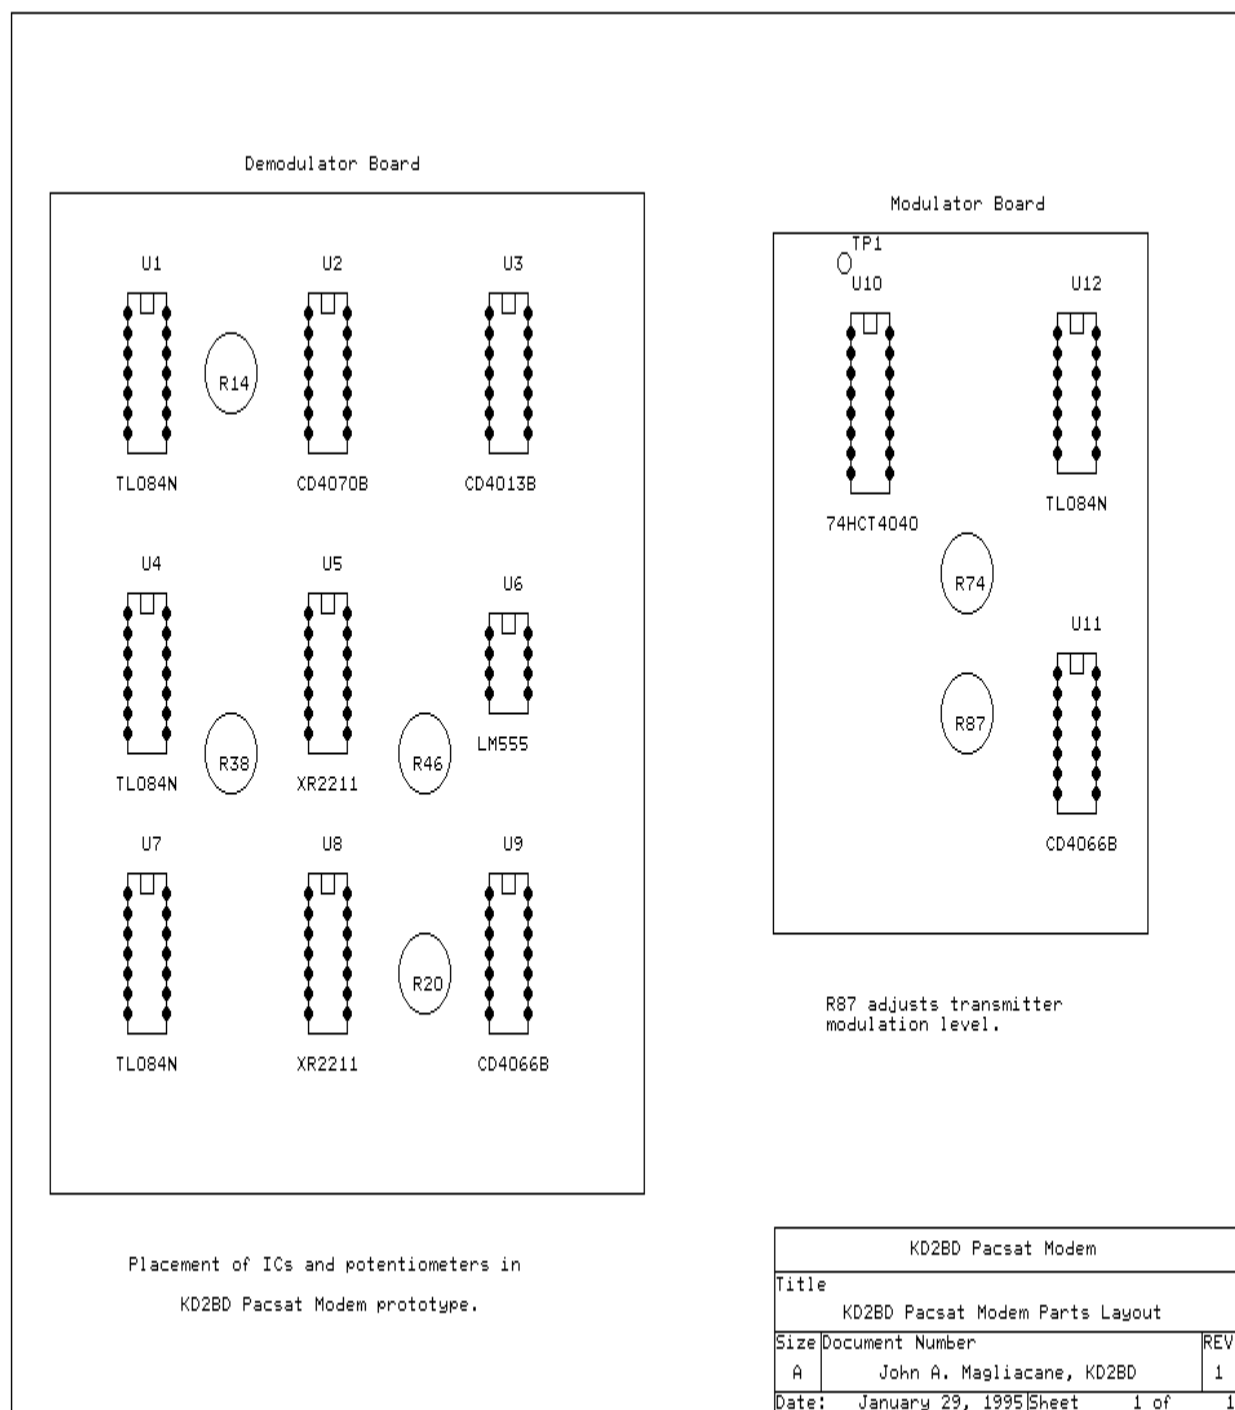 Demodulator Board
U1 U2 U3
R14
TL084N CD4070B CD4013B
U4 U5 U6
LM555
R38 R46
TL084N XR2211
U7 U8 U9
R20
TL084N XR2211 CD4066B
Placement of ICs and potentiometers in
KD2BD Pacsat Modem prototype.
Modulator Board
TP1
U10 U12
TL084N
74HCT4040
R74
U11
R87
CD4066B
R87 adjusts transmitter
modulation level.
KD2BD Pacsat Modem
Title
KD2BD Pacsat Modem Parts Layout
Size Document Number REV
A John A. Magliacane, KD2BD 1
Date: January 29, 1995 Sheet 1 of 1